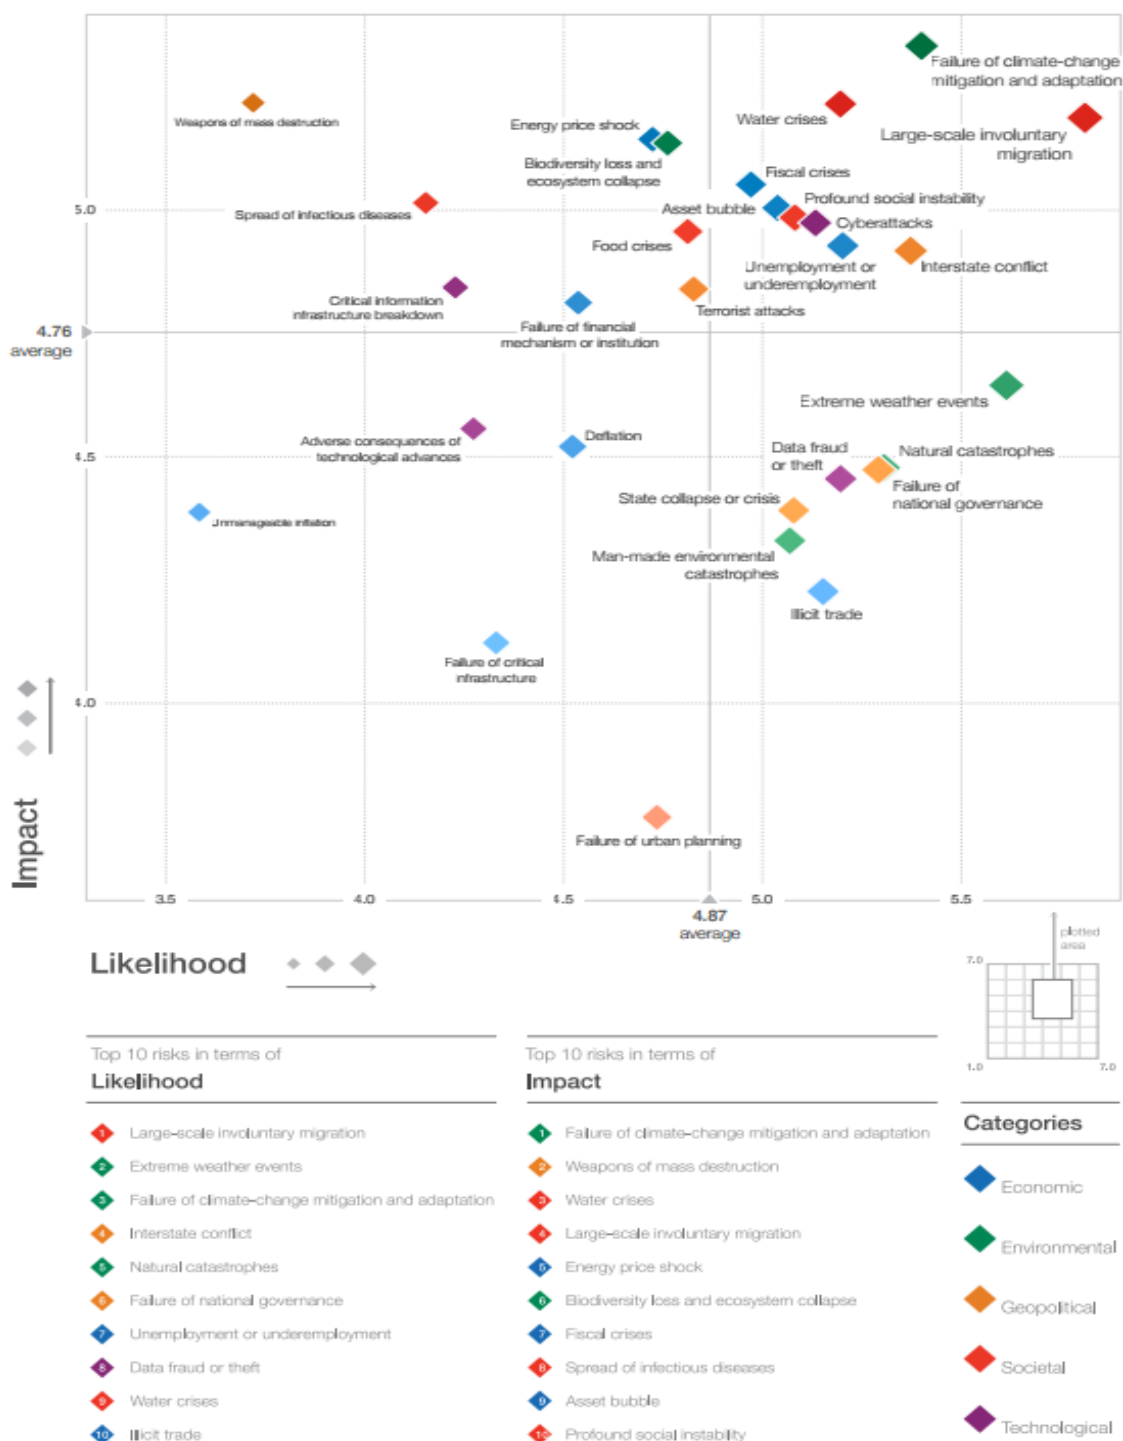 Failure of climate-change
mitigation and adaptation
Weapons of mass destruction
Water crises
Large-scale involuntary
migration
Energy price shock
Biodiversity loss and
ecosystem collapse
Fiscal crises
Profound social instability
Asset bubble
5.0
Spread of infectious diseases
Cyberattacks
Food crises
Unemployment or
underemployment
Interstate conflict
Critical information
infrastructure breakdown
Terrorist attacks
Failure of financial
mechanism or institution
4.76
average
Extreme weather events
Adverse consequences of
technological advances
Deflation
4.5
Data fraud
or theft
Natural catastrophes
Failure of
national governance
State collapse or crisis
Unmanageable inflation
Man-made environmental
catastrophes
Illicit trade
Failure of critical
infrastructure
4.0
Impact
Failure of urban planning
3.5 4.0 4.5 5.0 5.5
4.87
average
Likelihood
plotted
area
7.0
1.0 7.0
Top 10 risks in terms of
Likelihood
1 Large-scale involuntary migration
2 Extreme weather events
3 Failure of climate-change mitigation and adaptation
4 Interstate conflict
5 Natural catastrophes
6 Failure of national governance
7 Unemployment or underemployment
8 Data fraud or theft
9 Water crises
10 Illicit trade
Top 10 risks in terms of
Impact
1 Failure of climate-change mitigation and adaptation
2 Weapons of mass destruction
3 Water crises
4 Large-scale involuntary migration
5 Energy price shock
6 Biodiversity loss and ecosystem collapse
7 Fiscal crises
8 Spread of infectious diseases
9 Asset bubble
10 Profound social instability
Categories
Economic
Environmental
Geopolitical
Societal
Technological